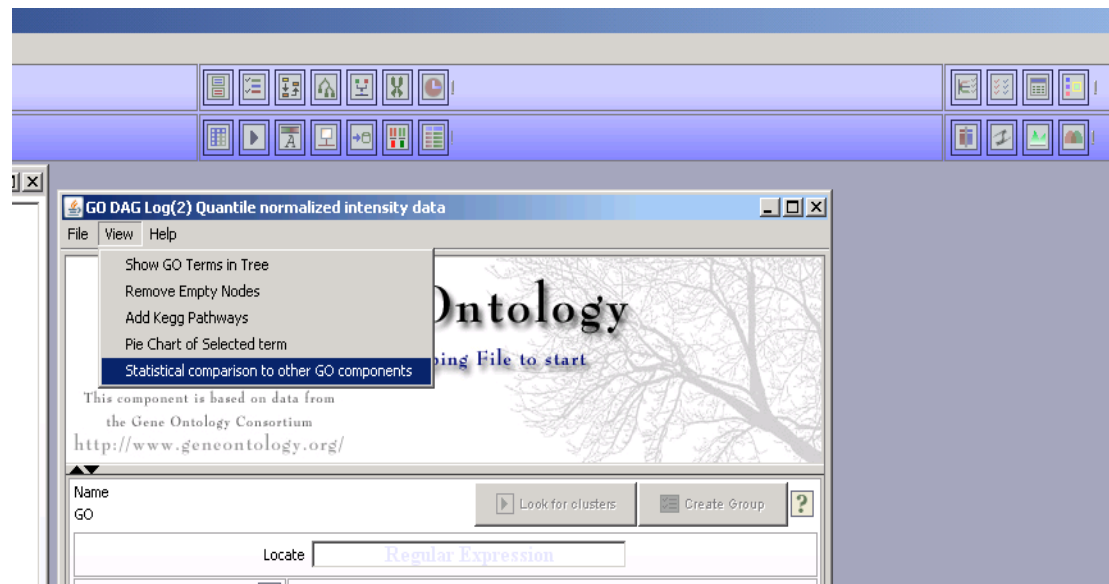 GO DAG Log(2) Quantile normalized intensity data
File View Help
Show GO Terms in Tree
Remove Empty Nodes
Add Kegg Pathways
Pie Chart of Selected term
Statistical comparison to other GO components
Ontology
ping File to start
This component is based on data from
the Gene Ontology Consortium
http://www.geneontology.org/
Name
GO
Look for clusters
Create Group
?
Locate
Regular Expression